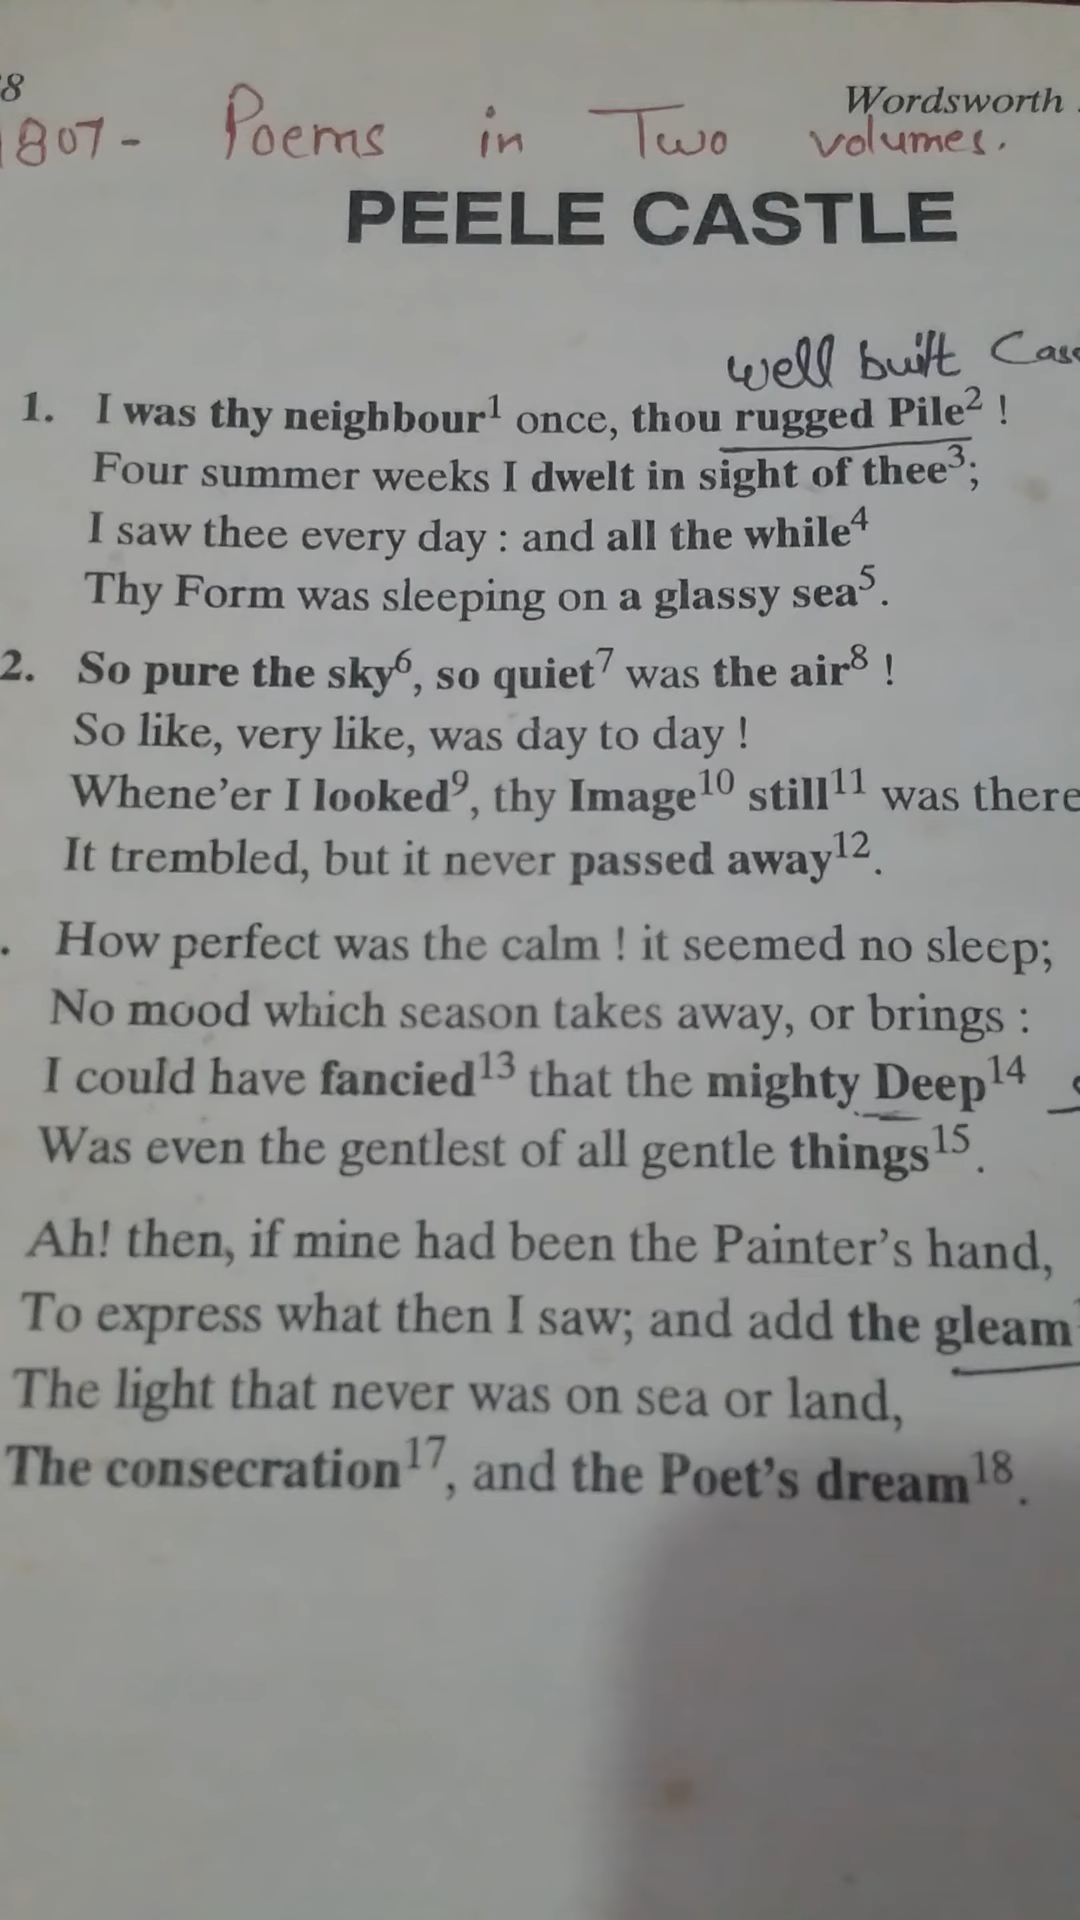 8
Wordsworth
1807- Poems in Two volumes.
PEELE CASTLE
well built
1. I was thy neighbour¹ once, thou rugged Pile² !
Four summer weeks I dwelt in sight of thee³;
I saw thee every day : and all the while⁴
Thy Form was sleeping on a glassy sea⁵.
2. So pure the sky⁶, so quiet⁷ was the air⁸ !
So like, very like, was day to day !
Whene'er I looked⁹, thy Image¹⁰ still¹¹ was there
It trembled, but it never passed away¹².
. How perfect was the calm ! it seemed no sleep;
No mood which season takes away, or brings :
I could have fancied¹³ that the mighty Deep¹⁴
Was even the gentlest of all gentle things¹⁵.
Ah! then, if mine had been the Painter's hand,
To express what then I saw; and add the gleam
The light that never was on sea or land,
The consecration¹⁷, and the Poet's dream¹⁸.